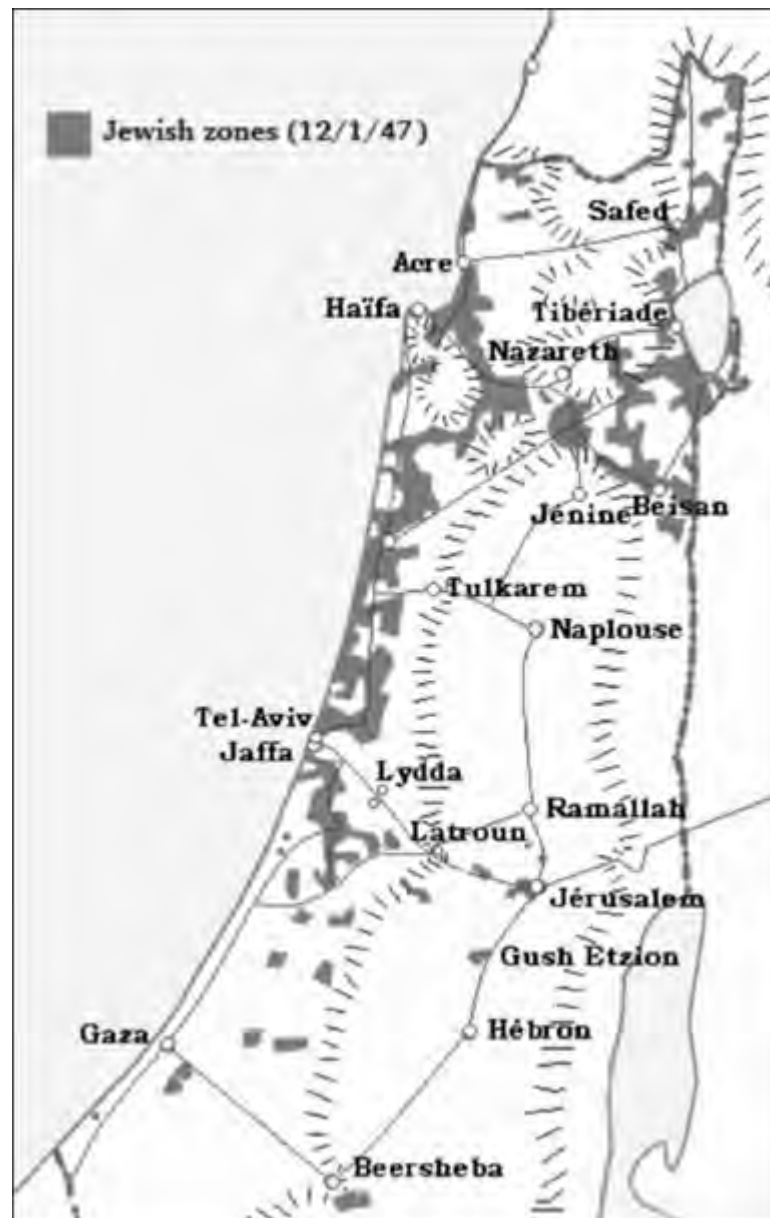 Jewish zones (12/1/47)
Safed
Acre
Haïfa
Tibériade
Nazareth
Jénine
Beisan
Tulkarem
Naplouse
Tel-Aviv
Jaffa
Lydda
Ramallah
Latroun
Jérusalem
Gush Etzion
Gaza
Hébron
Beersheba